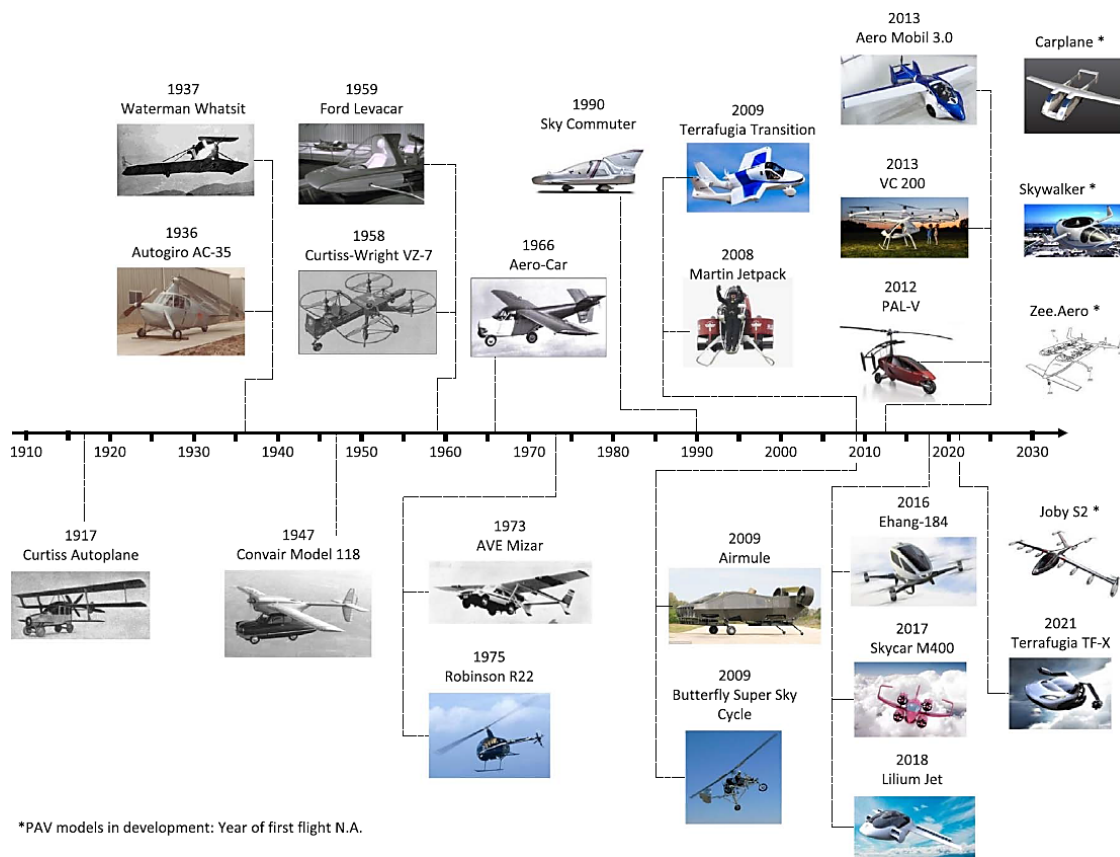 1937
Waterman Whatsit
1936
Autogiro AC-35
1959
Ford Levacar
1958
Curtiss-Wright VZ-7
1966
Aero-Car
1990
Sky Commuter
2009
Terrafugia Transition
2008
Martin Jetpack
2013
Aero Mobil 3.0
2013
VC 200
2012
PAL-V
Carplane *
Skywalker *
Zee.Aero *
1910
1920
1930
1940
1950
1960
1970
1980
1990
2000
2010
2020
2030
1917
Curtiss Autoplane
1947
Convair Model 118
1973
AVE Mizar
1975
Robinson R22
2009
Airmule
2009
Butterfly Super Sky
Cycle
2016
Ehang-184
2017
Skycar M400
2018
Lilium Jet
Joby S2 *
2021
Terrafugia TF-X
*PAV models in development: Year of first flight N.A.